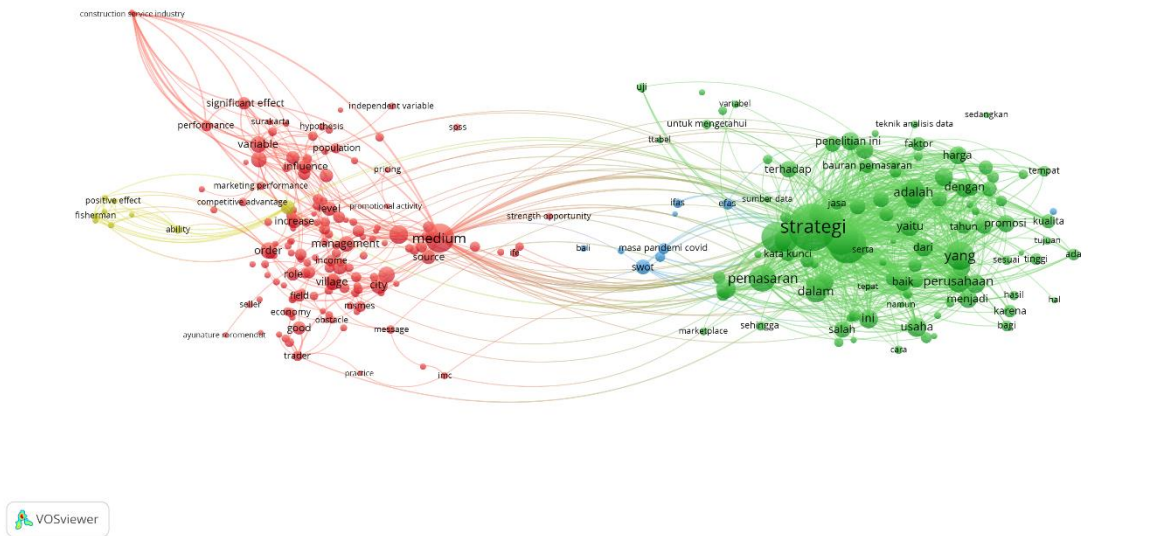 construction service industry
significant effect
independent variable
surakarta
performance
hypothesis
spss
variable
population
influence
pricing
marketing performance
positive effect
competitive advantage
level
promotional activity
fisherman
increase
strength opportunity
ability
order
management
medium
source
ife
income
role
village
city
field
seller
economy
msmes
obstacle
good
message
trader
practice
imc
uji
variabel
untuk mengetahui
ttabel
teknik analisis data
sedangkan
penelitian ini
faktor
bauran pemasaran
harga
terhadap
tempat
adalah
dengan
ifas
efas
sumber data
jasa
strategi
yaitu
tahun
promosi
kualita
bali
masa pandemi covid
kata kunci
serta
dari
tujuan
swot
yang
sesuai
tinggi
ada
pemasaran
dalam
tepat
baik
perusahaan
namun
menjadi
hasil
hal
karena
marketplace
sehingga
salah
ini
usaha
bagi
cara
VOSviewer